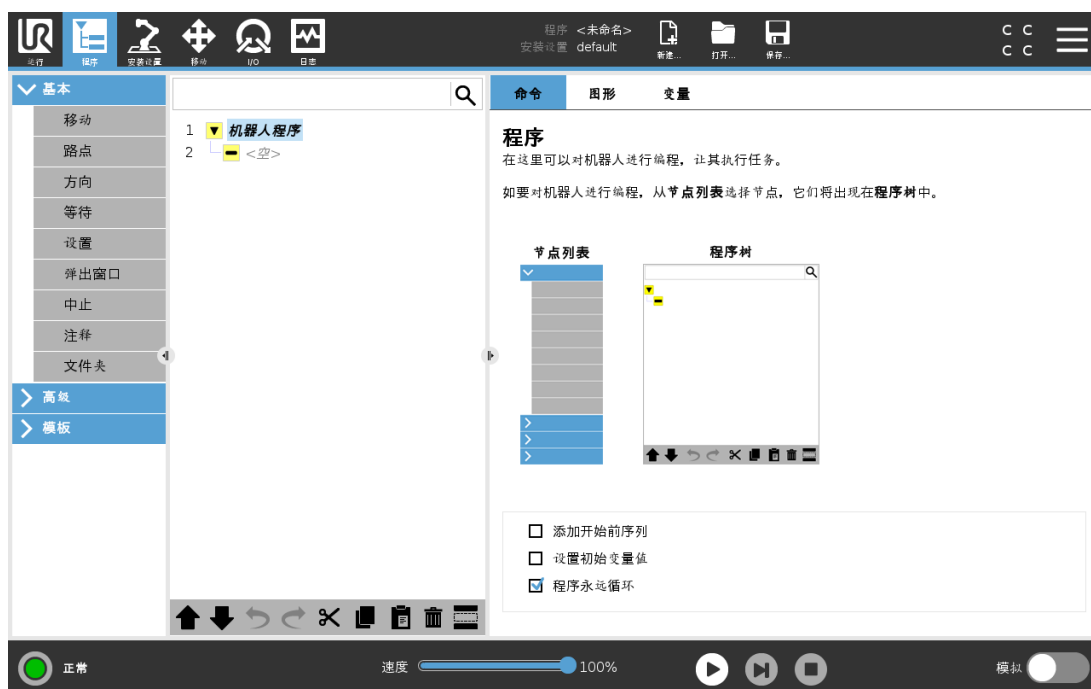 程序 <未命名>
安装设置 default
运行
程序
安装设置
移动
I/O
日志
新建...
打开...
保存...
C C
C C
基本
移动
路点
方向
等待
设置
弹出窗口
中止
注释
文件夹
高级
模板
1 机器人程序
2 <空>
命令 图形 变量
程序
在这里可以对机器人进行编程，让其执行任务。
如要对机器人进行编程，从节点列表选择节点，它们将出现在程序树中。
节点列表
程序树
添加开始前序列
设置初始变量值
程序永远循环
正常
速度
100%
模拟